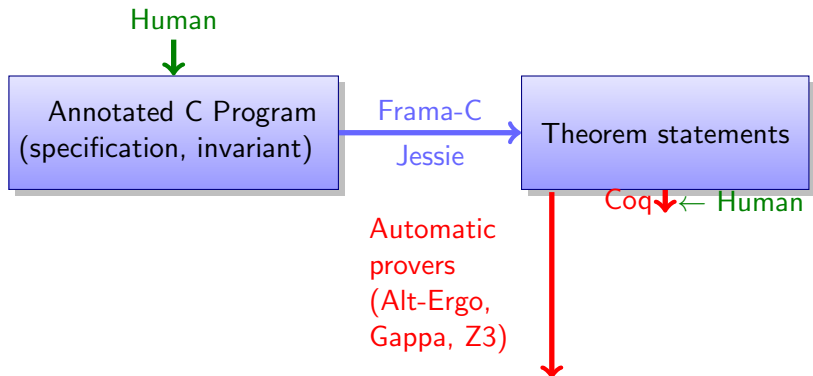 Human
Annotated C Program
(specification, invariant)
Frama-C
Jessie
Theorem statements
Coq ← Human
Automatic
provers
(Alt-Ergo,
Gappa, Z3)